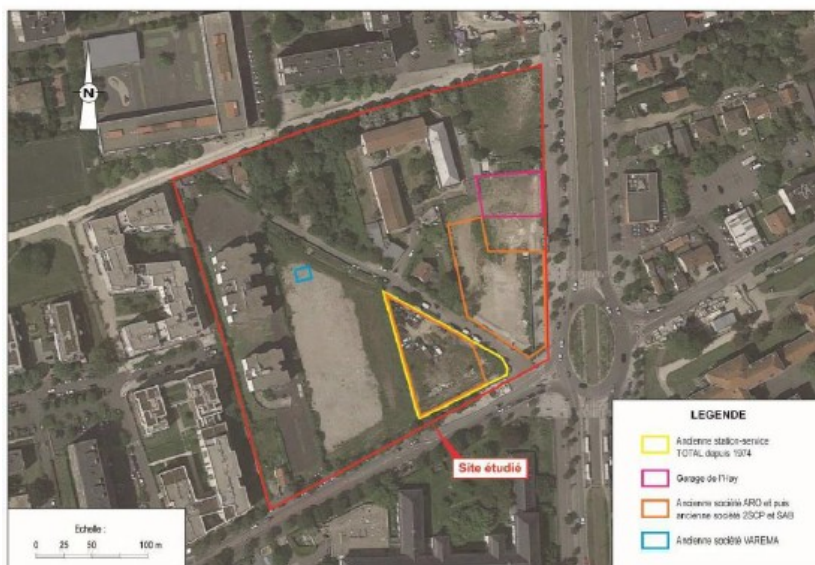 N
Site étudié
Echelle :
0 25 50 100 m
LEGENDE
Ancienne station-service
TOTAL depuis 1974
Garage de l'Hay
Ancienne société ARO et puis
ancienne société 2SCP et SAB
Ancienne société VAREMA